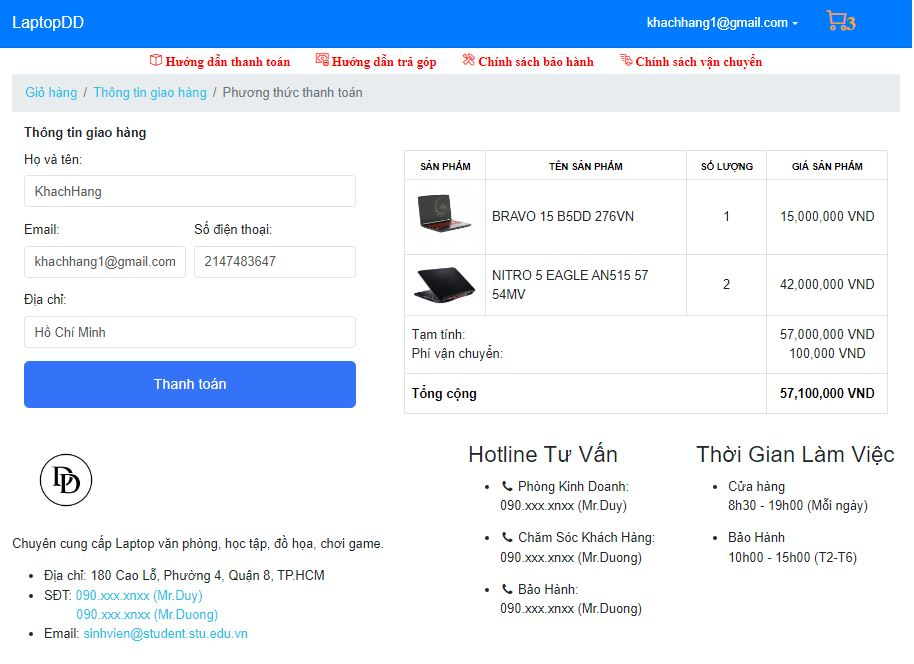 LaptopDD
khachhang1@gmail.com
3
Hướng dẫn thanh toán
Hướng dẫn trả góp
Chính sách bảo hành
Chính sách vận chuyển
Giỏ hàng / Thông tin giao hàng / Phương thức thanh toán
Thông tin giao hàng
Họ và tên:
KhachHang
Email:
Số điện thoại:
khachhang1@gmail.com
2147483647
Địa chỉ:
Hồ Chí Minh
Thanh toán
SẢN PHẨM
TÊN SẢN PHẨM
SỐ LƯỢNG
GIÁ SẢN PHẨM
BRAVO 15 B5DD 276VN
1
15,000,000 VND
NITRO 5 EAGLE AN515 57
54MV
2
42,000,000 VND
Tạm tính:
57,000,000 VND
Phí vận chuyển:
100,000 VND
Tổng cộng
57,100,000 VND
DD
Chuyên cung cấp Laptop văn phòng, học tập, đồ họa, chơi game.
Địa chỉ: 180 Cao Lỗ, Phường 4, Quận 8, TP.HCM
SĐT: 090.xxx.xnxx (Mr.Duy)
090.xxx.xnxx (Mr.Duong)
Email: sinhvien@student.stu.edu.vn
Hotline Tư Vấn
Phòng Kinh Doanh:
090.xxx.xnxx (Mr.Duy)
Chăm Sóc Khách Hàng:
090.xxx.xnxx (Mr.Duong)
Bảo Hành:
090.xxx.xnxx (Mr.Duong)
Thời Gian Làm Việc
Cửa hàng
8h30 - 19h00 (Mỗi ngày)
Bảo Hành
10h00 - 15h00 (T2-T6)